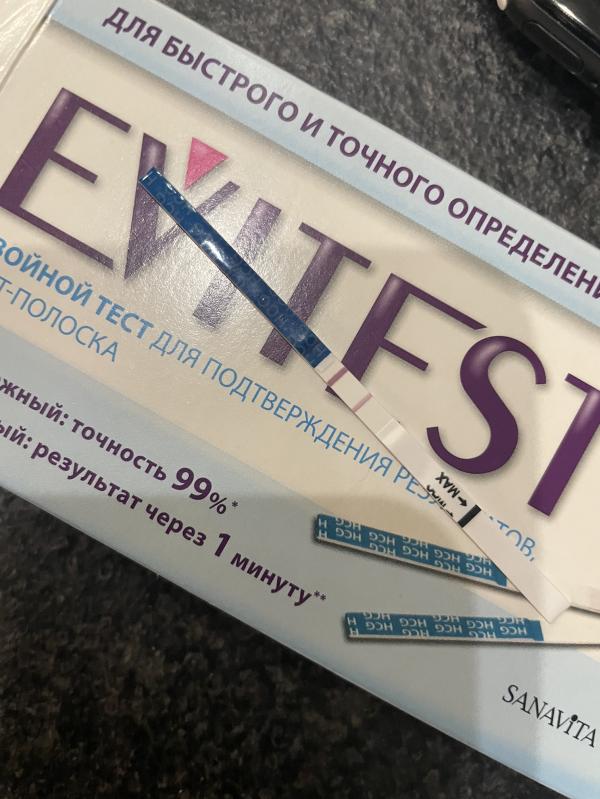 ДЛЯ БЫСТРОГО И ТОЧНОГО ОПРЕДЕЛЕНИ
EVITEST
ВОЙНОЙ ТЕСТ ДЛЯ ПОДТВЕРЖДЕНИЯ РЕЗ ТОВ,
Т-ПОЛОСКА
ЖНЫЙ: точность 99%*
ЫЙ: результат через 1 минуту**
MAX
HCG HCG HCG HCG
HCG HCG HCG HCG
SANAVITA